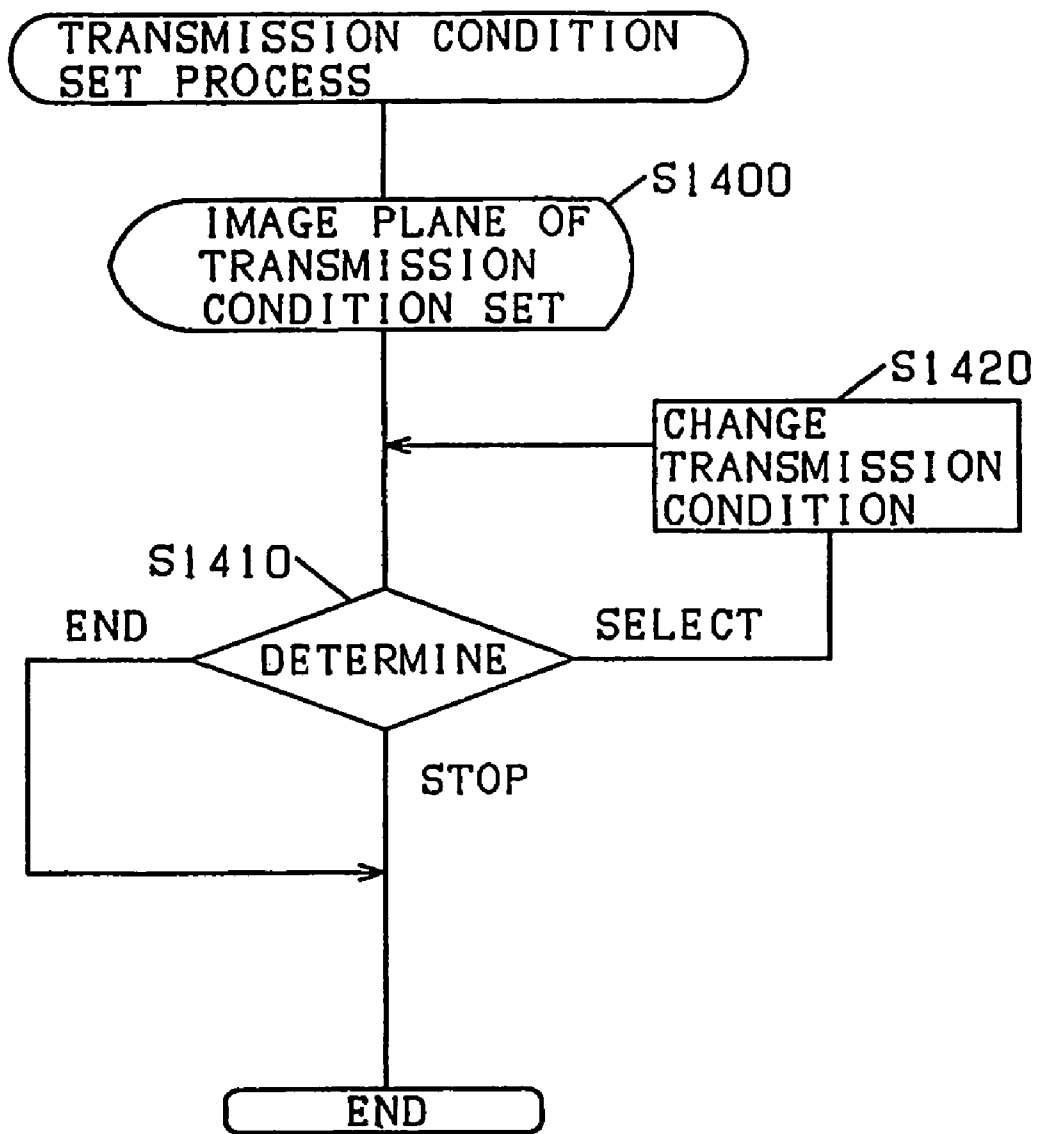 TRANSMISSION CONDITION
SET PROCESS
S1400
IMAGE PLANE OF
TRANSMISSION
CONDITION SET
S1420
CHANGE
TRANSMISSION
CONDITION
S1410
END
SELECT
DETERMINE
STOP
END